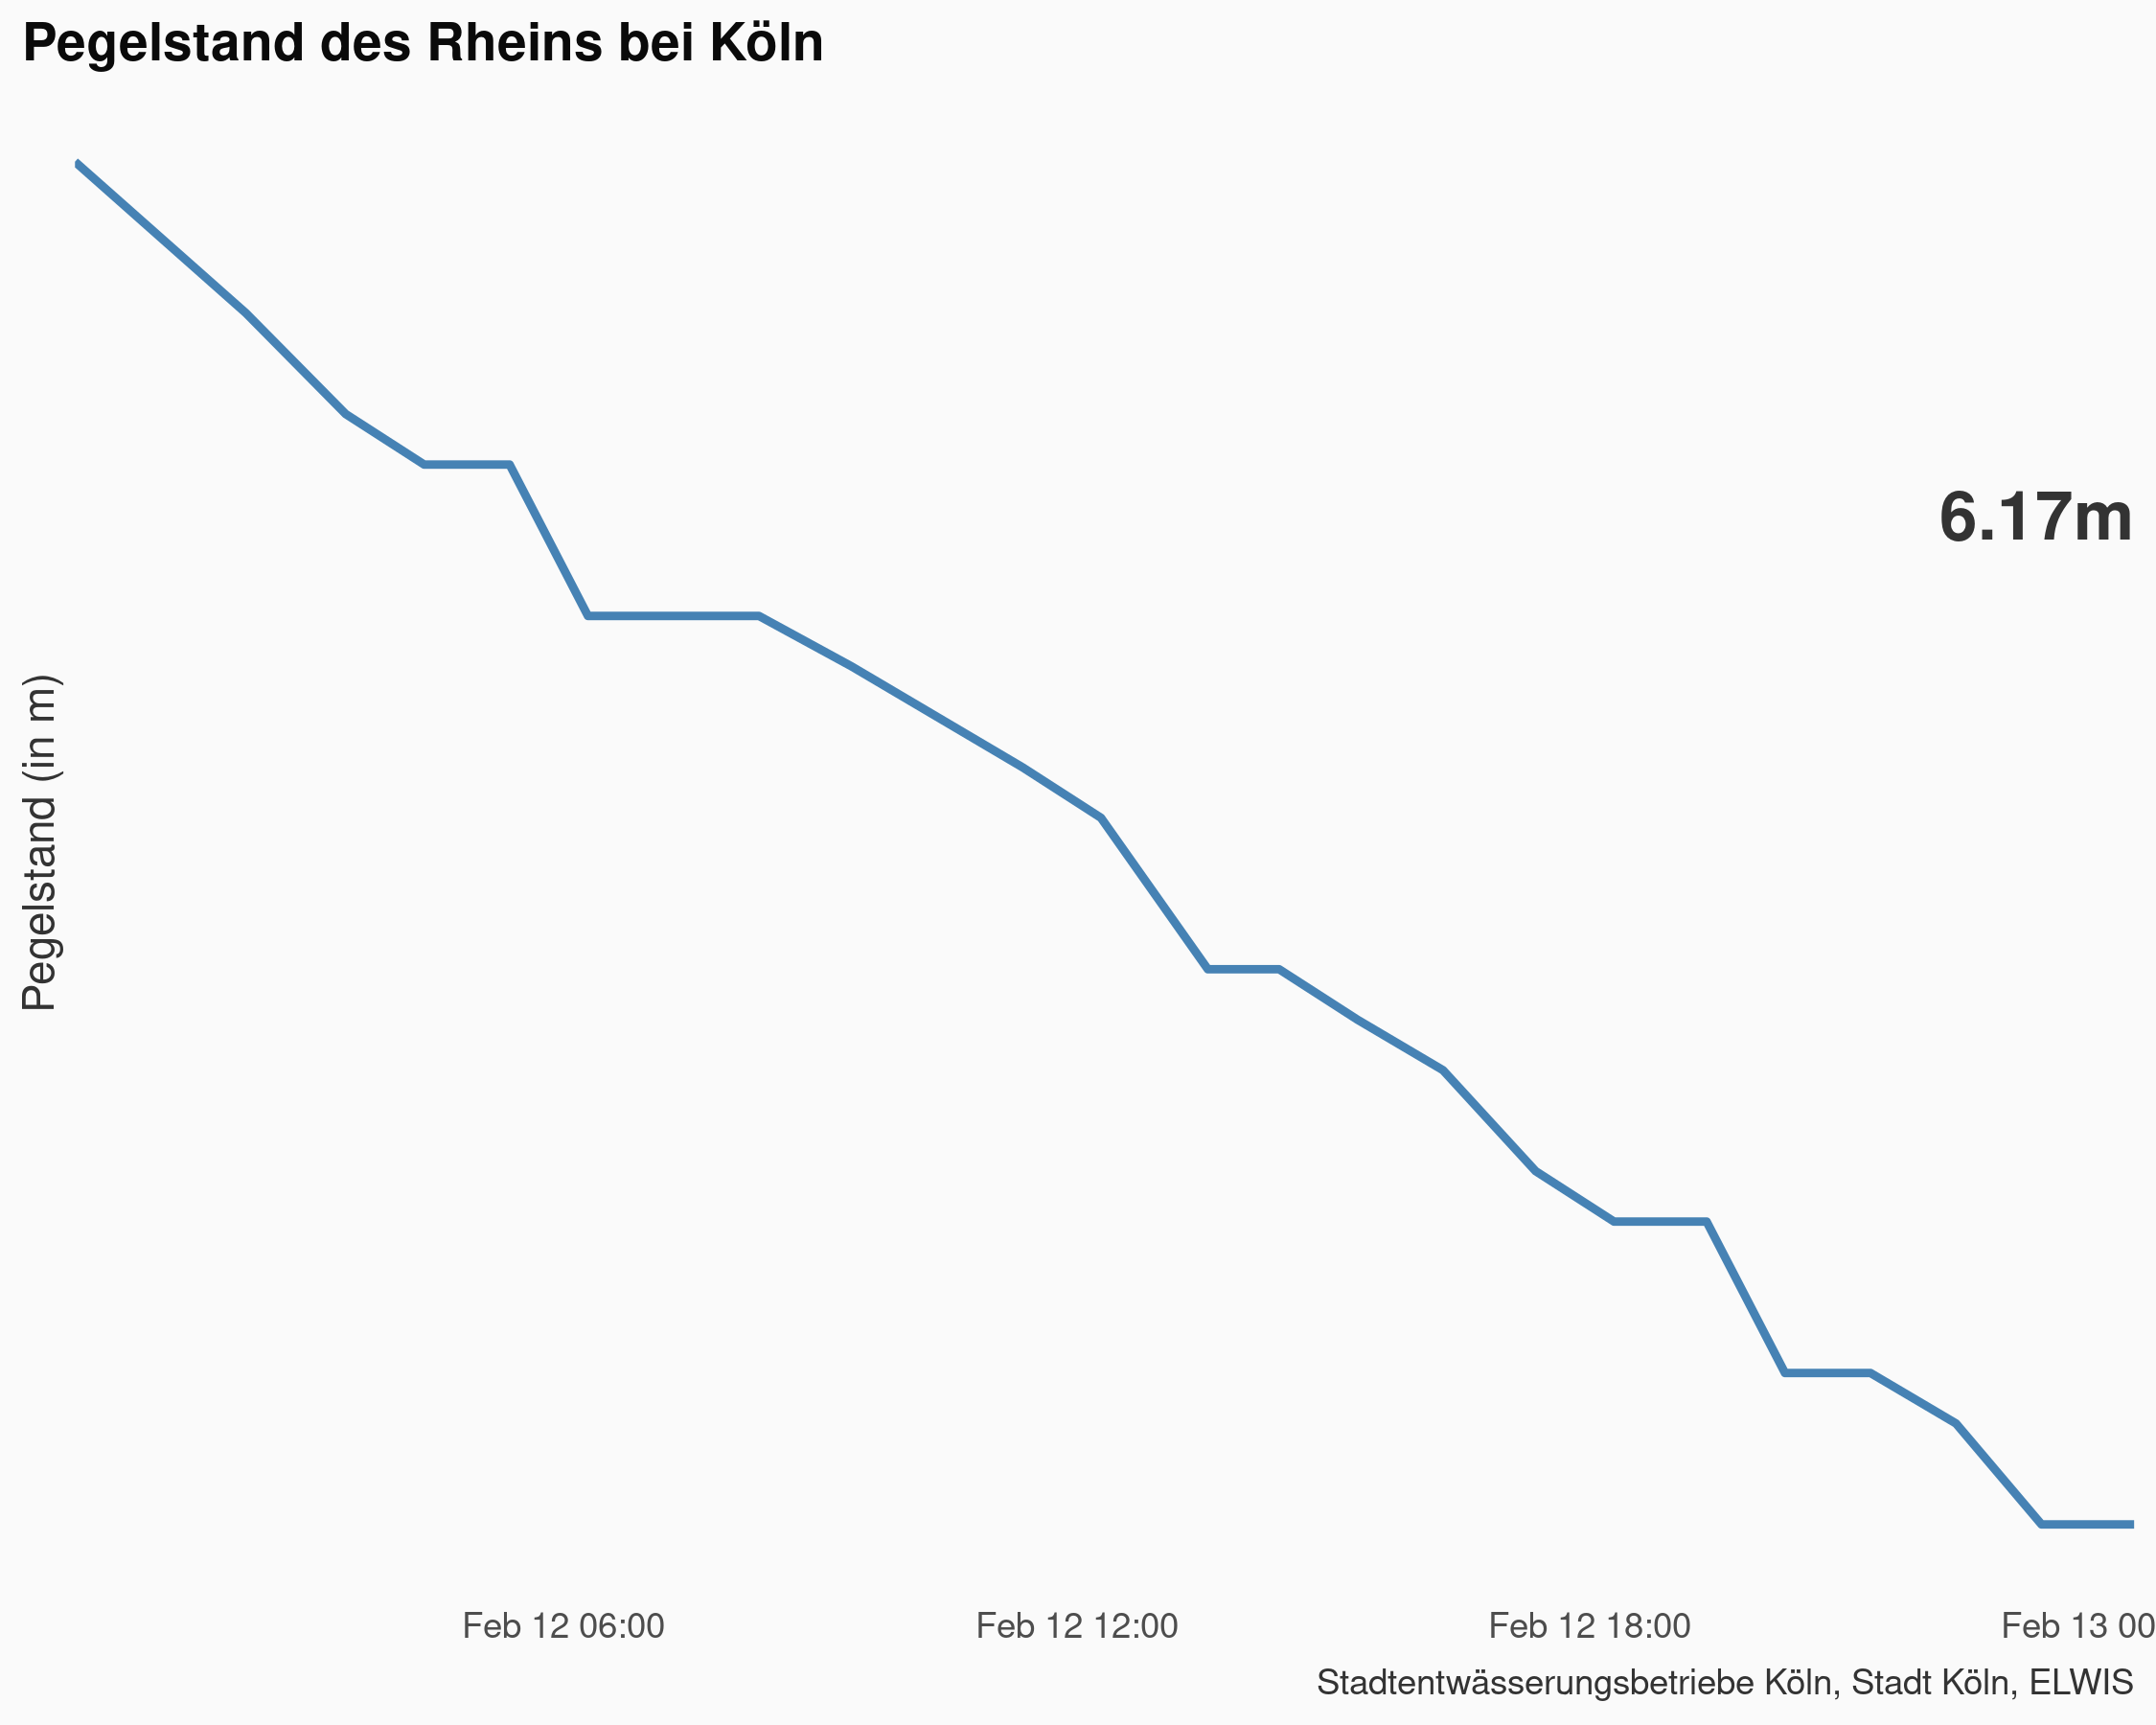 Pegelstand des Rheins bei Köln
6.17m
Pegelstand (in m)
Feb 12 06:00 Feb 12 12:00 Feb 12 18:00 Feb 13 00
Stadtentwässerungsbetriebe Köln, Stadt Köln, ELWIS